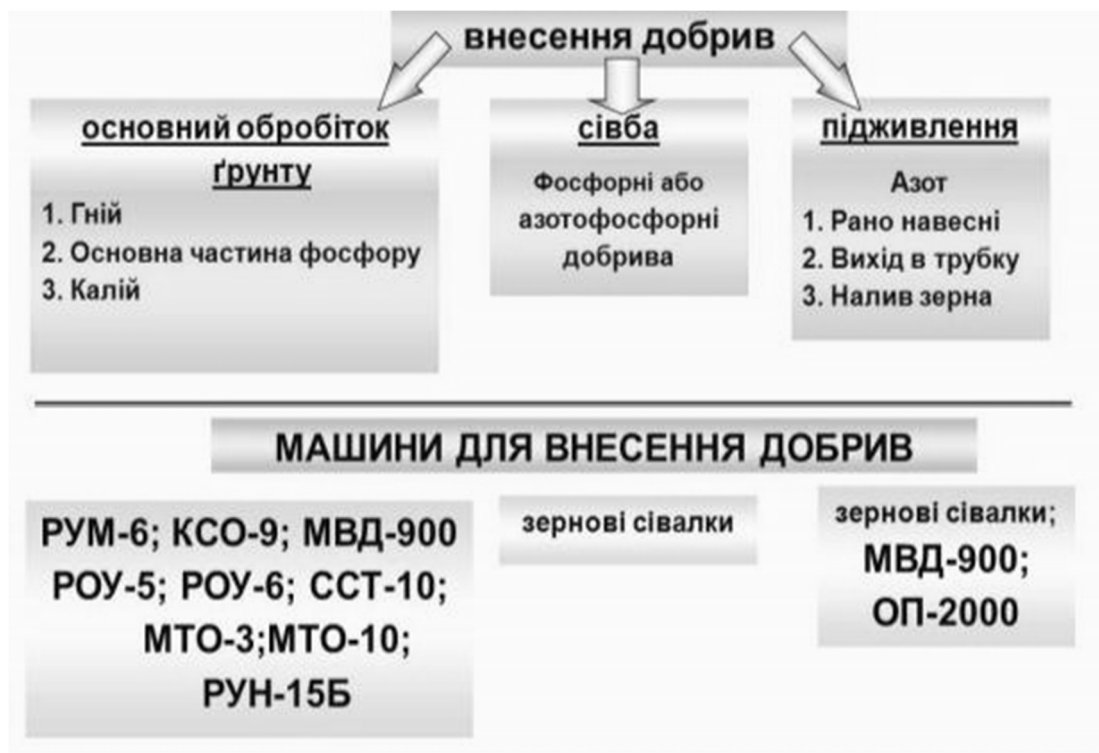 внесення добрив
основний обробіток
ґрунту
1. Гній
2. Основна частина фосфору
3. Калій
сівба
Фосфорні або
азотофосфорні
добрива
підживлення
Азот
1. Рано навесні
2. Вихід в трубку
3. Налив зерна
МАШИНИ ДЛЯ ВНЕСЕННЯ ДОБРИВ
РУМ-6; КСО-9; МВД-900
РОУ-5; РОУ-6; ССТ-10;
МТО-3;МТО-10;
РУН-15Б
зернові сівалки
зернові сівалки;
МВД-900;
ОП-2000